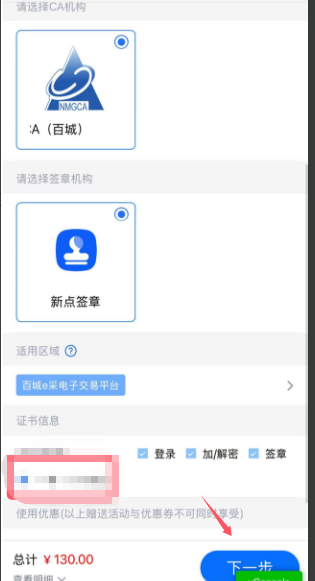 请选择CA机构
NMGCA
CA（百城）
请选择签章机构
新点签章
适用区域
百城e采电子交易平台
证书信息
登录 加/解密 签章
使用优惠(以上赠送活动与优惠券不可同时享受)
总计 ￥130.00
下一步
查看明细